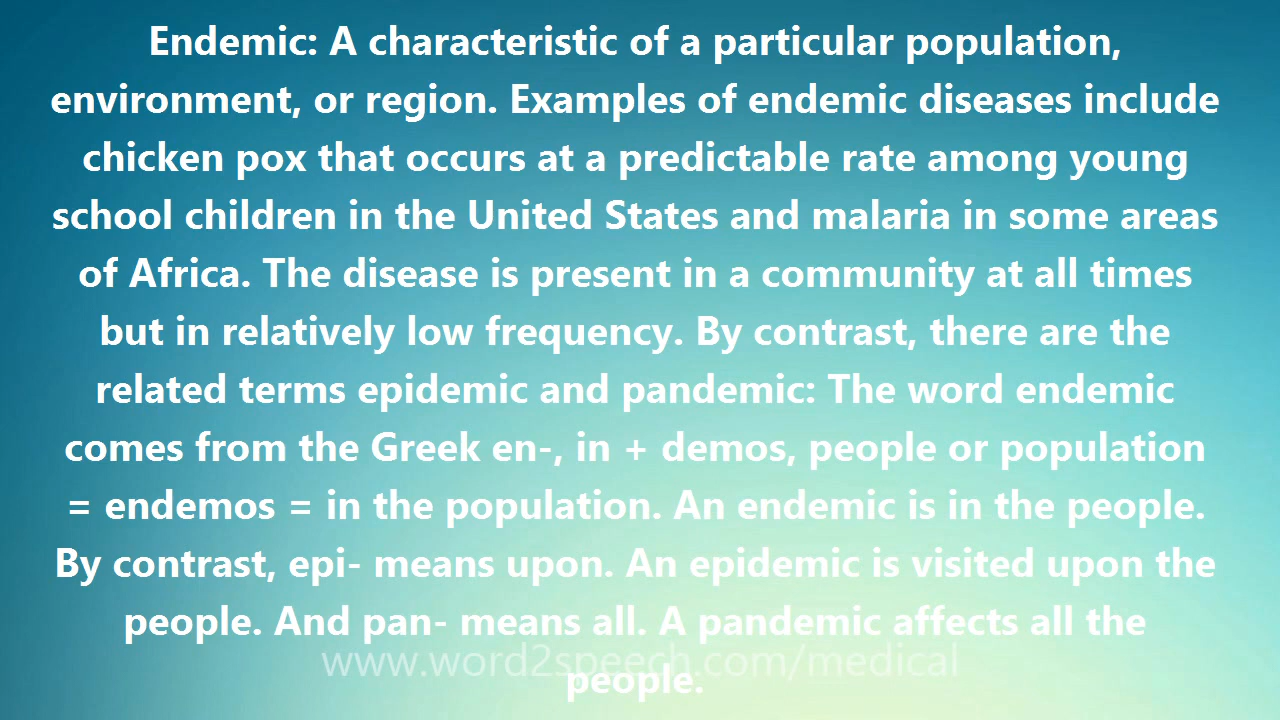 Endemic: A characteristic of a particular population,
environment, or region. Examples of endemic diseases include
chicken pox that occurs at a predictable rate among young
school children in the United States and malaria in some areas
of Africa. The disease is present in a community at all times
but in relatively low frequency. By contrast, there are the
related terms epidemic and pandemic: The word endemic
comes from the Greek en-, in + demos, people or population
= endemos = in the population. An endemic is in the people.
By contrast, epi- means upon. An epidemic is visited upon the
people. And pan- means all. A pandemic affects all the
www.word2speech.com/medical
people.